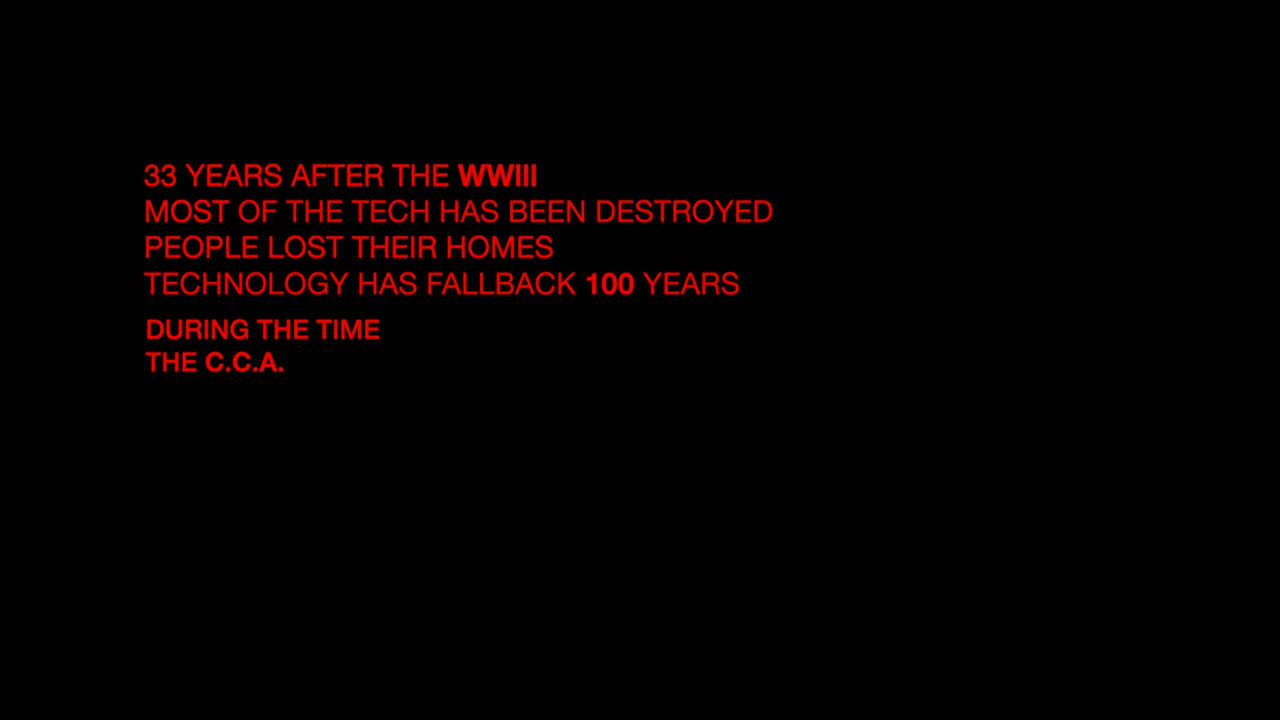 33 YEARS AFTER THE WWIII
MOST OF THE TECH HAS BEEN DESTROYED
PEOPLE LOST THEIR HOMES
TECHNOLOGY HAS FALLBACK 100 YEARS
DURING THE TIME
THE C.C.A.